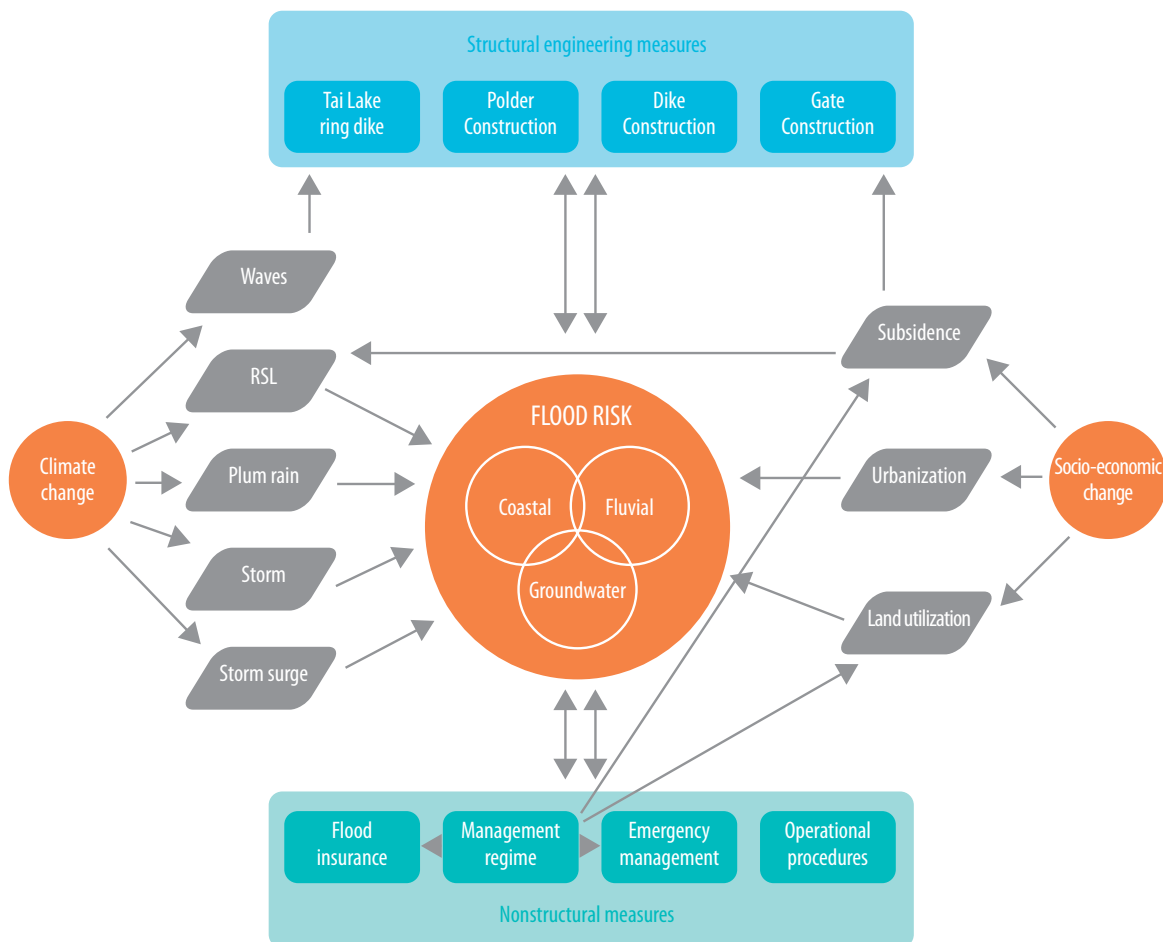 Structural engineering measures
Tai Lake
ring dike
Polder
Construction
Dike
Construction
Gate
Construction
Waves
Subsidence
RSL
FLOOD RISK
Climate
change
Plum rain
Coastal
Fluvial
Urbanization
Socio-economic
change
Storm
Groundwater
Land utilization
Storm surge
Flood
insurance
Management
regime
Emergency
management
Operational
procedures
Nonstructural measures